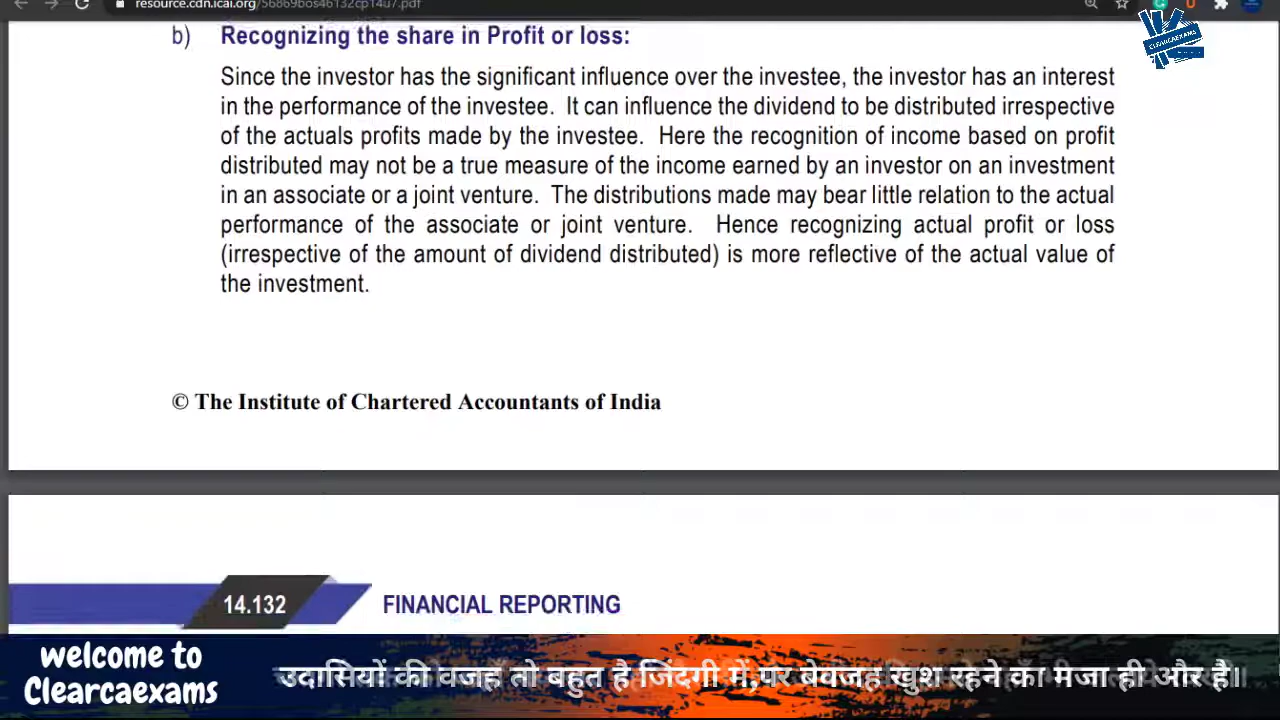 resource.cdn.icai.org/56869bos46132cp14u7.pdf
CLEARCAEXAMS
b) Recognizing the share in Profit or loss:
Since the investor has the significant influence over the investee, the investor has an interest
in the performance of the investee. It can influence the dividend to be distributed irrespective
of the actuals profits made by the investee. Here the recognition of income based on profit
distributed may not be a true measure of the income earned by an investor on an investment
in an associate or a joint venture. The distributions made may bear little relation to the actual
performance of the associate or joint venture. Hence recognizing actual profit or loss
(irrespective of the amount of dividend distributed) is more reflective of the actual value of
the investment.
© The Institute of Chartered Accountants of India
14.132 FINANCIAL REPORTING
welcome to
Clearcaexams
उदासियों की वजहँ तो बहुत है जिंदगी में,पर बेवजह खुश रहने का मजा ही और है।